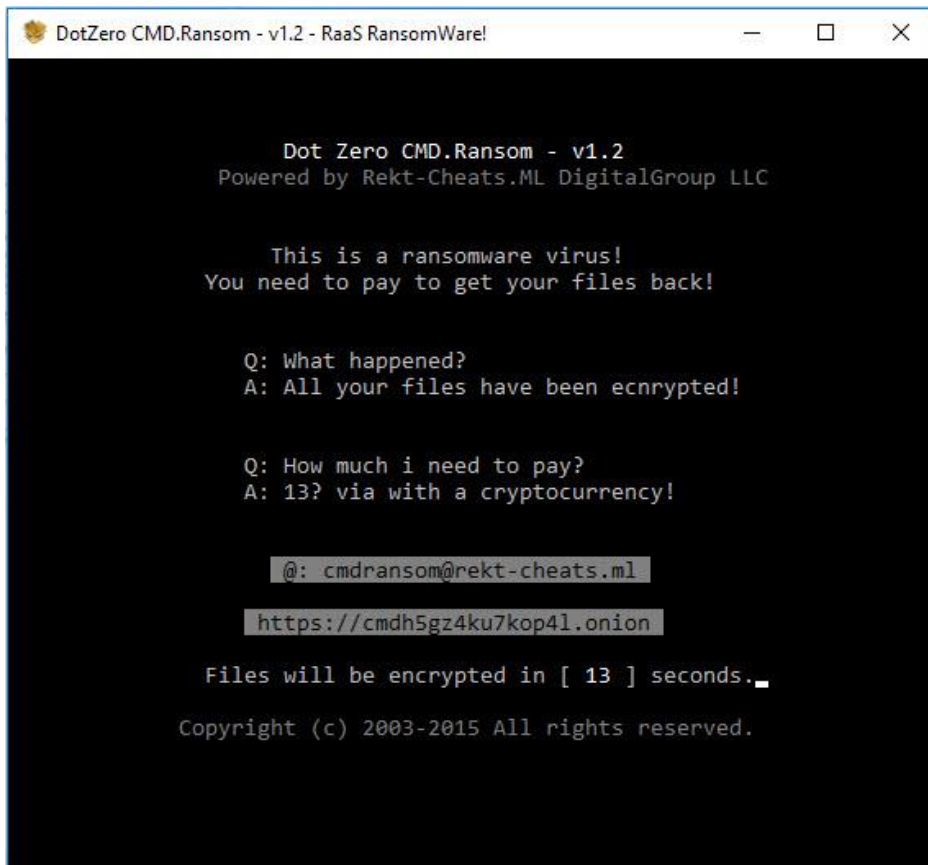 DotZero CMD.Ransom - v1.2 - RaaS RansomWare!
Dot Zero CMD.Ransom - v1.2
Powered by Rekt-Cheats.ML DigitalGroup LLC
This is a ransomware virus!
You need to pay to get your files back!
Q: What happened?
A: All your files have been ecnrypted!
Q: How much i need to pay?
A: 13? via with a cryptocurrency!
@: cmdransom@rekt-cheats.ml
https://cmdh5gz4ku7kop4l.onion
Files will be encrypted in [ 13 ] seconds.
Copyright (c) 2003-2015 All rights reserved.